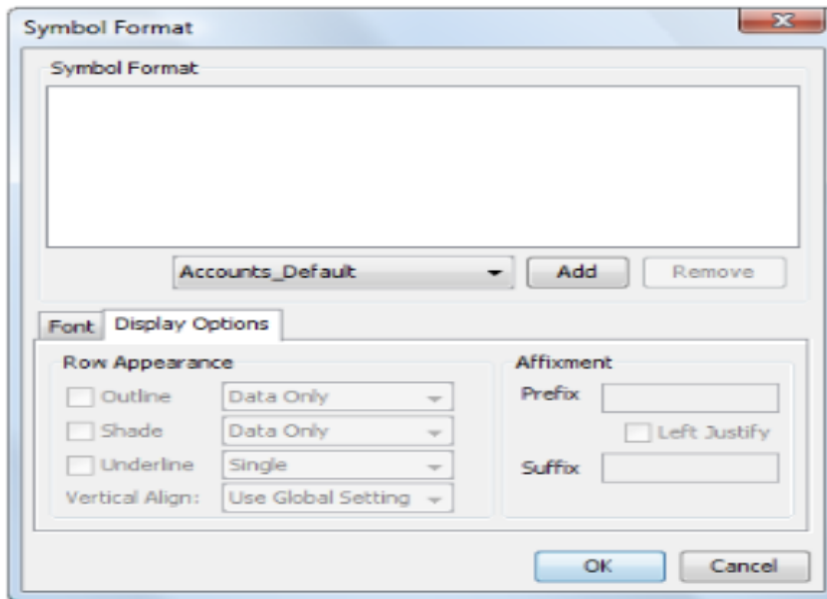 Symbol Format
Symbol Format
Accounts_Default Add Remove
Font Display Options
Row Appearance Affixment
Outline Data Only Prefix
Shade Data Only Left Justify
Underline Single Suffix
Vertical Align: Use Global Setting
OK Cancel